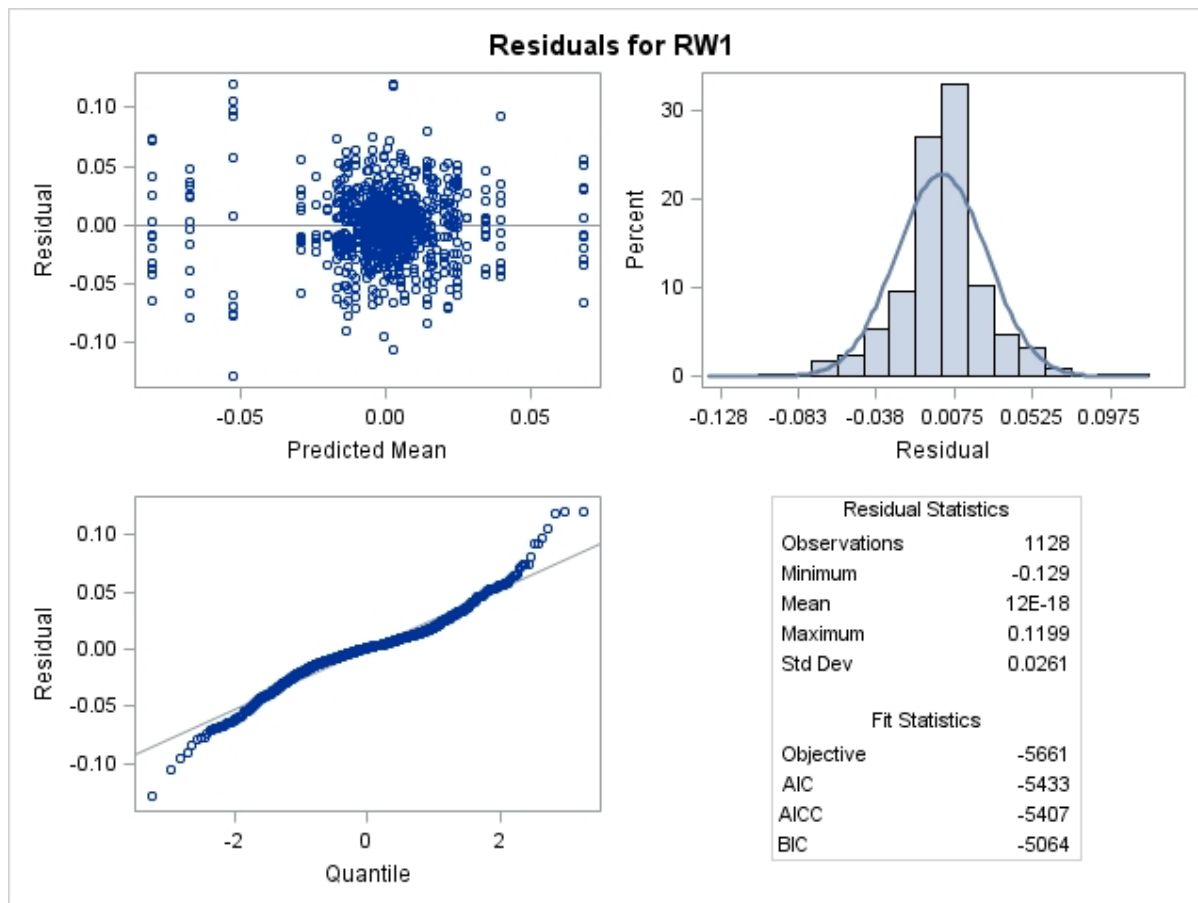 Residuals for RW1
0.10
0.05
0.00
-0.05
-0.10
Residual
-0.05 0.00 0.05
Predicted Mean
30
20
10
0
Percent
-0.128 -0.083 -0.038 0.0075 0.0525 0.0975
Residual
0.10
0.05
0.00
-0.05
-0.10
Residual
-2 0 2
Quantile
Residual Statistics
Observations 1128
Minimum -0.129
Mean 12E-18
Maximum 0.1199
Std Dev 0.0261
Fit Statistics
Objective -5661
AIC -5433
AICC -5407
BIC -5064